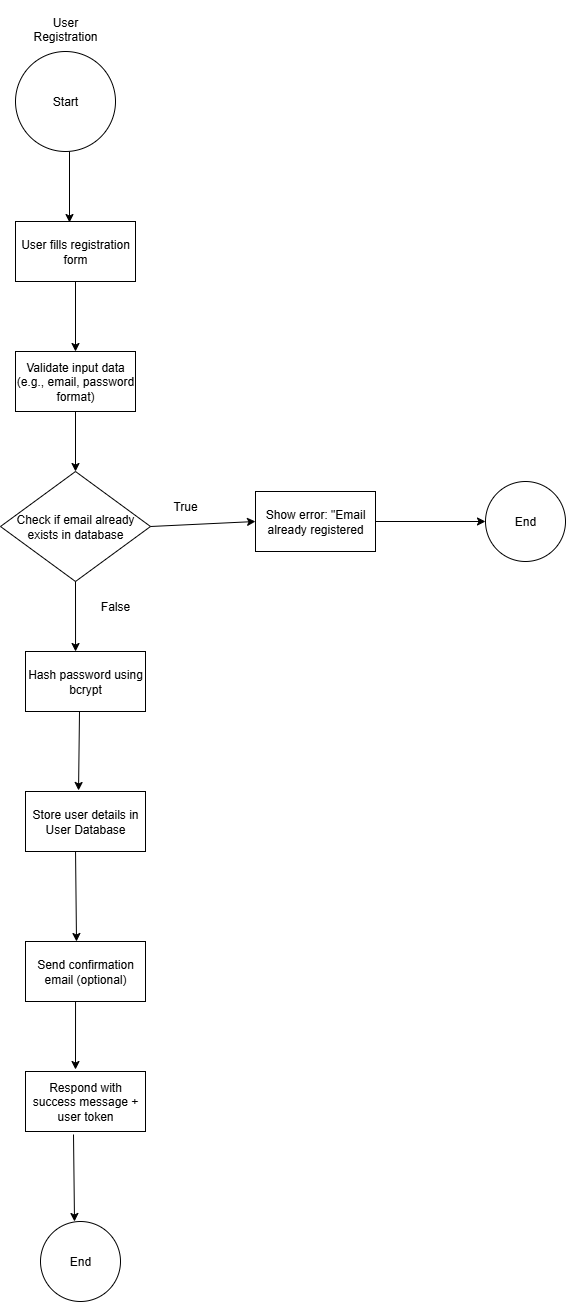 User
Registration
Start
User fills registration
form
Validate input data
(e.g., email, password
format)
Check if email already
exists in database
True
Show error: "Email
already registered
End
False
Hash password using
bcrypt
Store user details in
User Database
Send confirmation
email (optional)
Respond with
success message +
user token
End